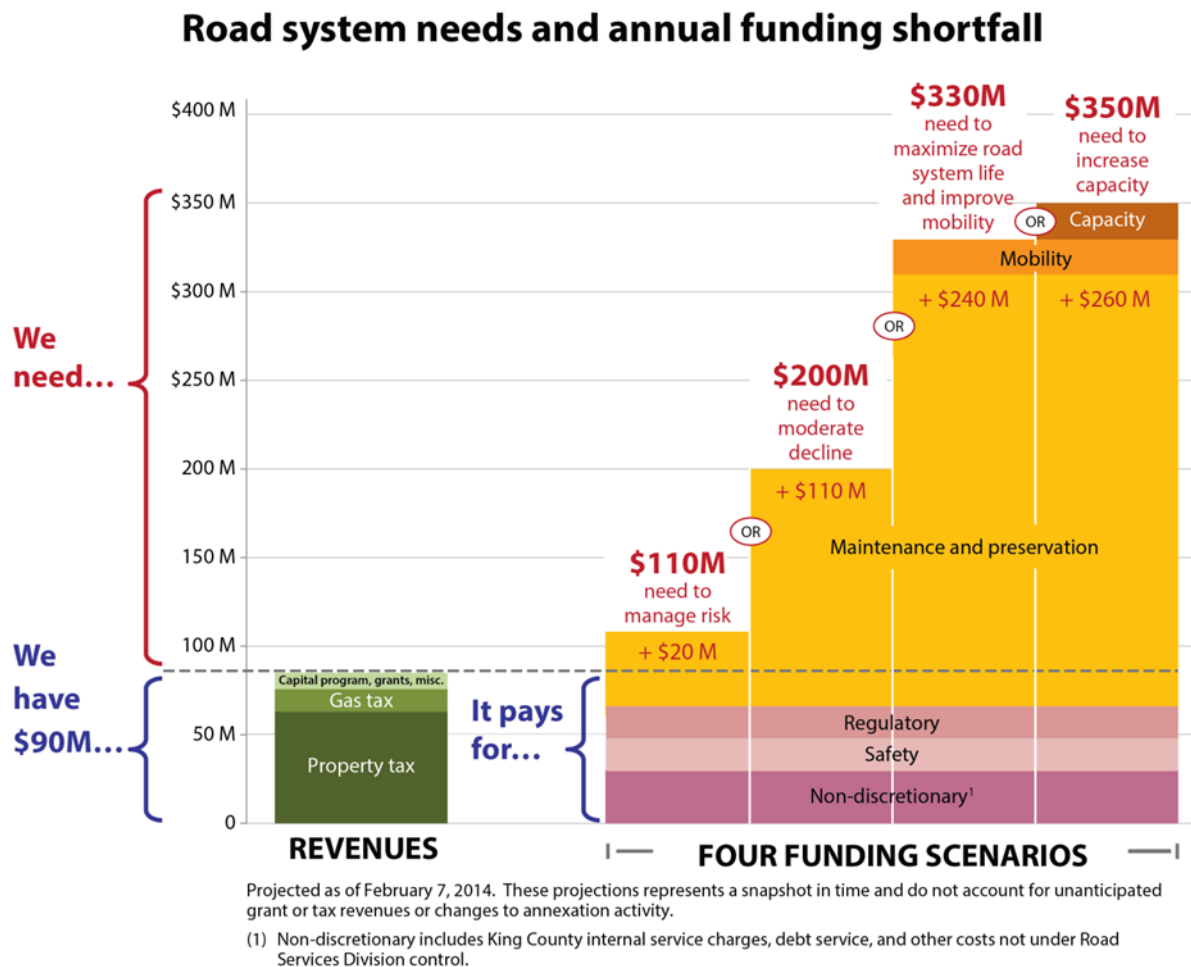 Road system needs and annual funding shortfall
$400 M
$350 M
$300 M
$250 M
200 M
150 M
100 M
50 M
0
We
need...
We
have
$90M...
Capital program, grants, misc.
Gas tax
Property tax
REVENUES
It pays
for...
$110M
need to
manage risk
+ $20 M
OR
$200M
need to
moderate
decline
+ $110 M
OR
$330M
need to
maximize road
system life
and improve
mobility
+ $240 M
OR
$350M
need to
increase
capacity
Capacity
Mobility
+ $260 M
Maintenance and preservation
Regulatory
Safety
Non-discretionary¹
FOUR FUNDING SCENARIOS
Projected as of February 7, 2014. These projections represents a snapshot in time and do not account for unanticipated
grant or tax revenues or changes to annexation activity.
(1) Non-discretionary includes King County internal service charges, debt service, and other costs not under Road
Services Division control.